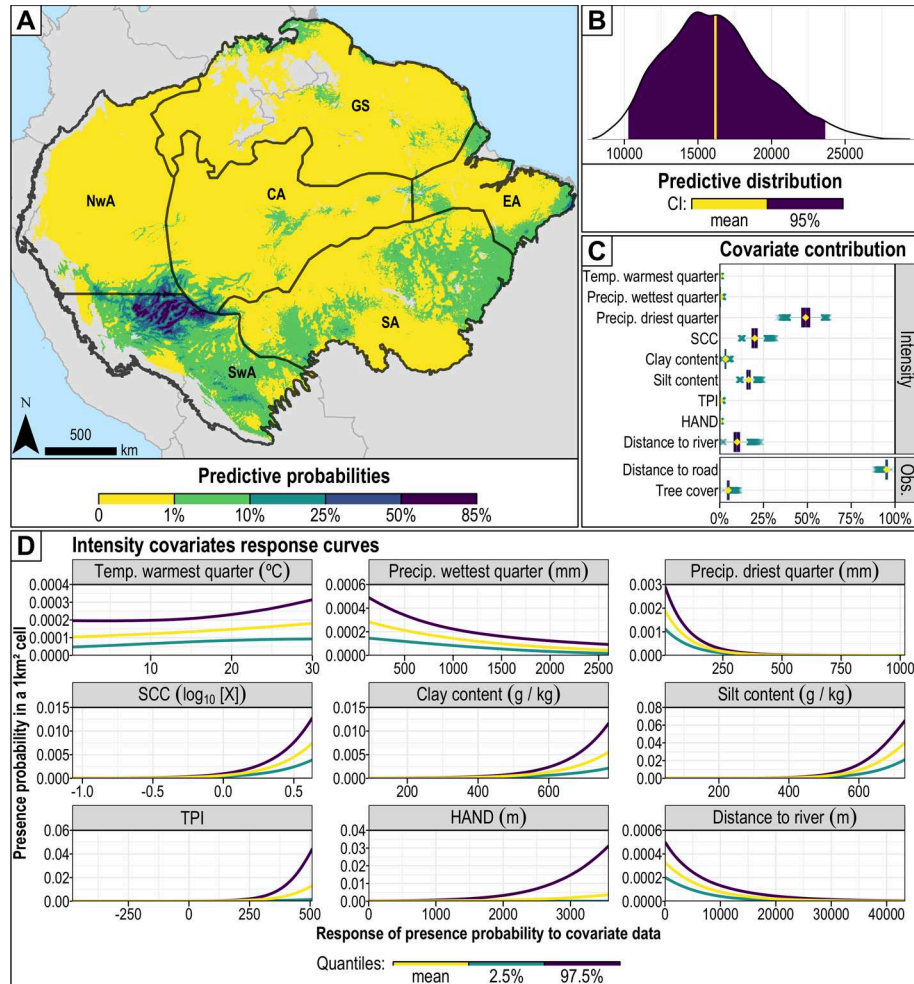 A
GS
NwA
CA
EA
SA
SwA
N
500
km
Predictive probabilities
0 1% 10% 25% 50% 85%
B
10000 15000 20000 25000
Predictive distribution
CI:
mean 95%
C Covariate contribution
Temp. warmest quarter
Precip. wettest quarter
Precip. driest quarter
SCC
Clay content
Silt content
TPI
HAND
Distance to river
Intensity
Distance to road
Tree cover
Obs.
0% 25% 50% 75% 100%
D Intensity covariates response curves
Presence probability in a 1km² cell
Temp. warmest quarter (ºC)
0.0004
0.0003
0.0002
0.0001
0.0000
10 20 30
Precip. wettest quarter (mm)
0.0006
0.0004
0.0002
0.0000
500 1000 1500 2000 2500
Precip. driest quarter (mm)
0.003
0.002
0.001
0.000
250 500 750 1000
SCC (log₁₀ [X])
0.015
0.010
0.005
0.000
-1.0 -0.5 0.0 0.5
Clay content (g / kg)
0.015
0.010
0.005
0.000
200 400 600
Silt content (g / kg)
0.08
0.06
0.04
0.02
0.00
200 400 600
TPI
0.06
0.04
0.02
0.00
-250 0 250 500
HAND (m)
0.04
0.03
0.02
0.01
0.00
0 1000 2000 3000
Distance to river (m)
0.0006
0.0004
0.0002
0.0000
0 10000 20000 30000 40000
Response of presence probability to covariate data
Quantiles:
mean 2.5% 97.5%